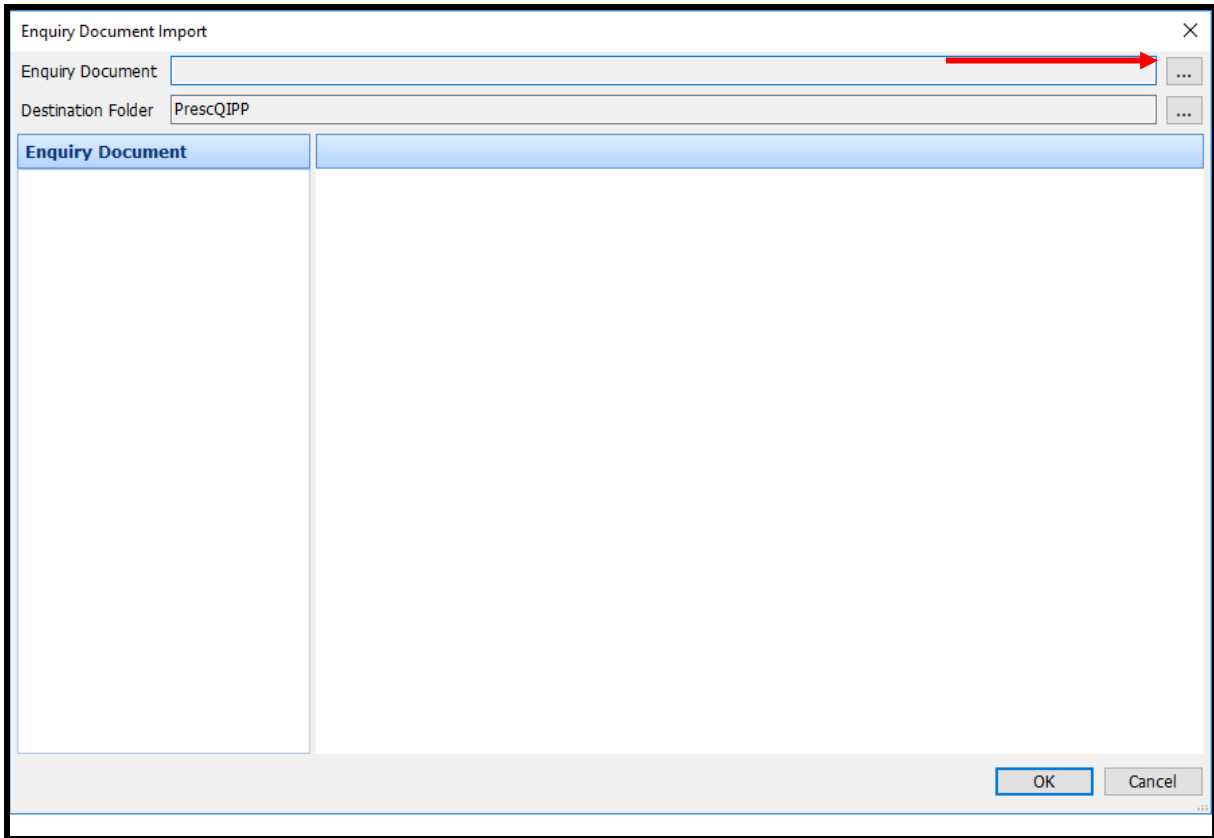 Enquiry Document Import
Enquiry Document ...
Destination Folder PrescQIPP ...
Enquiry Document
OK Cancel